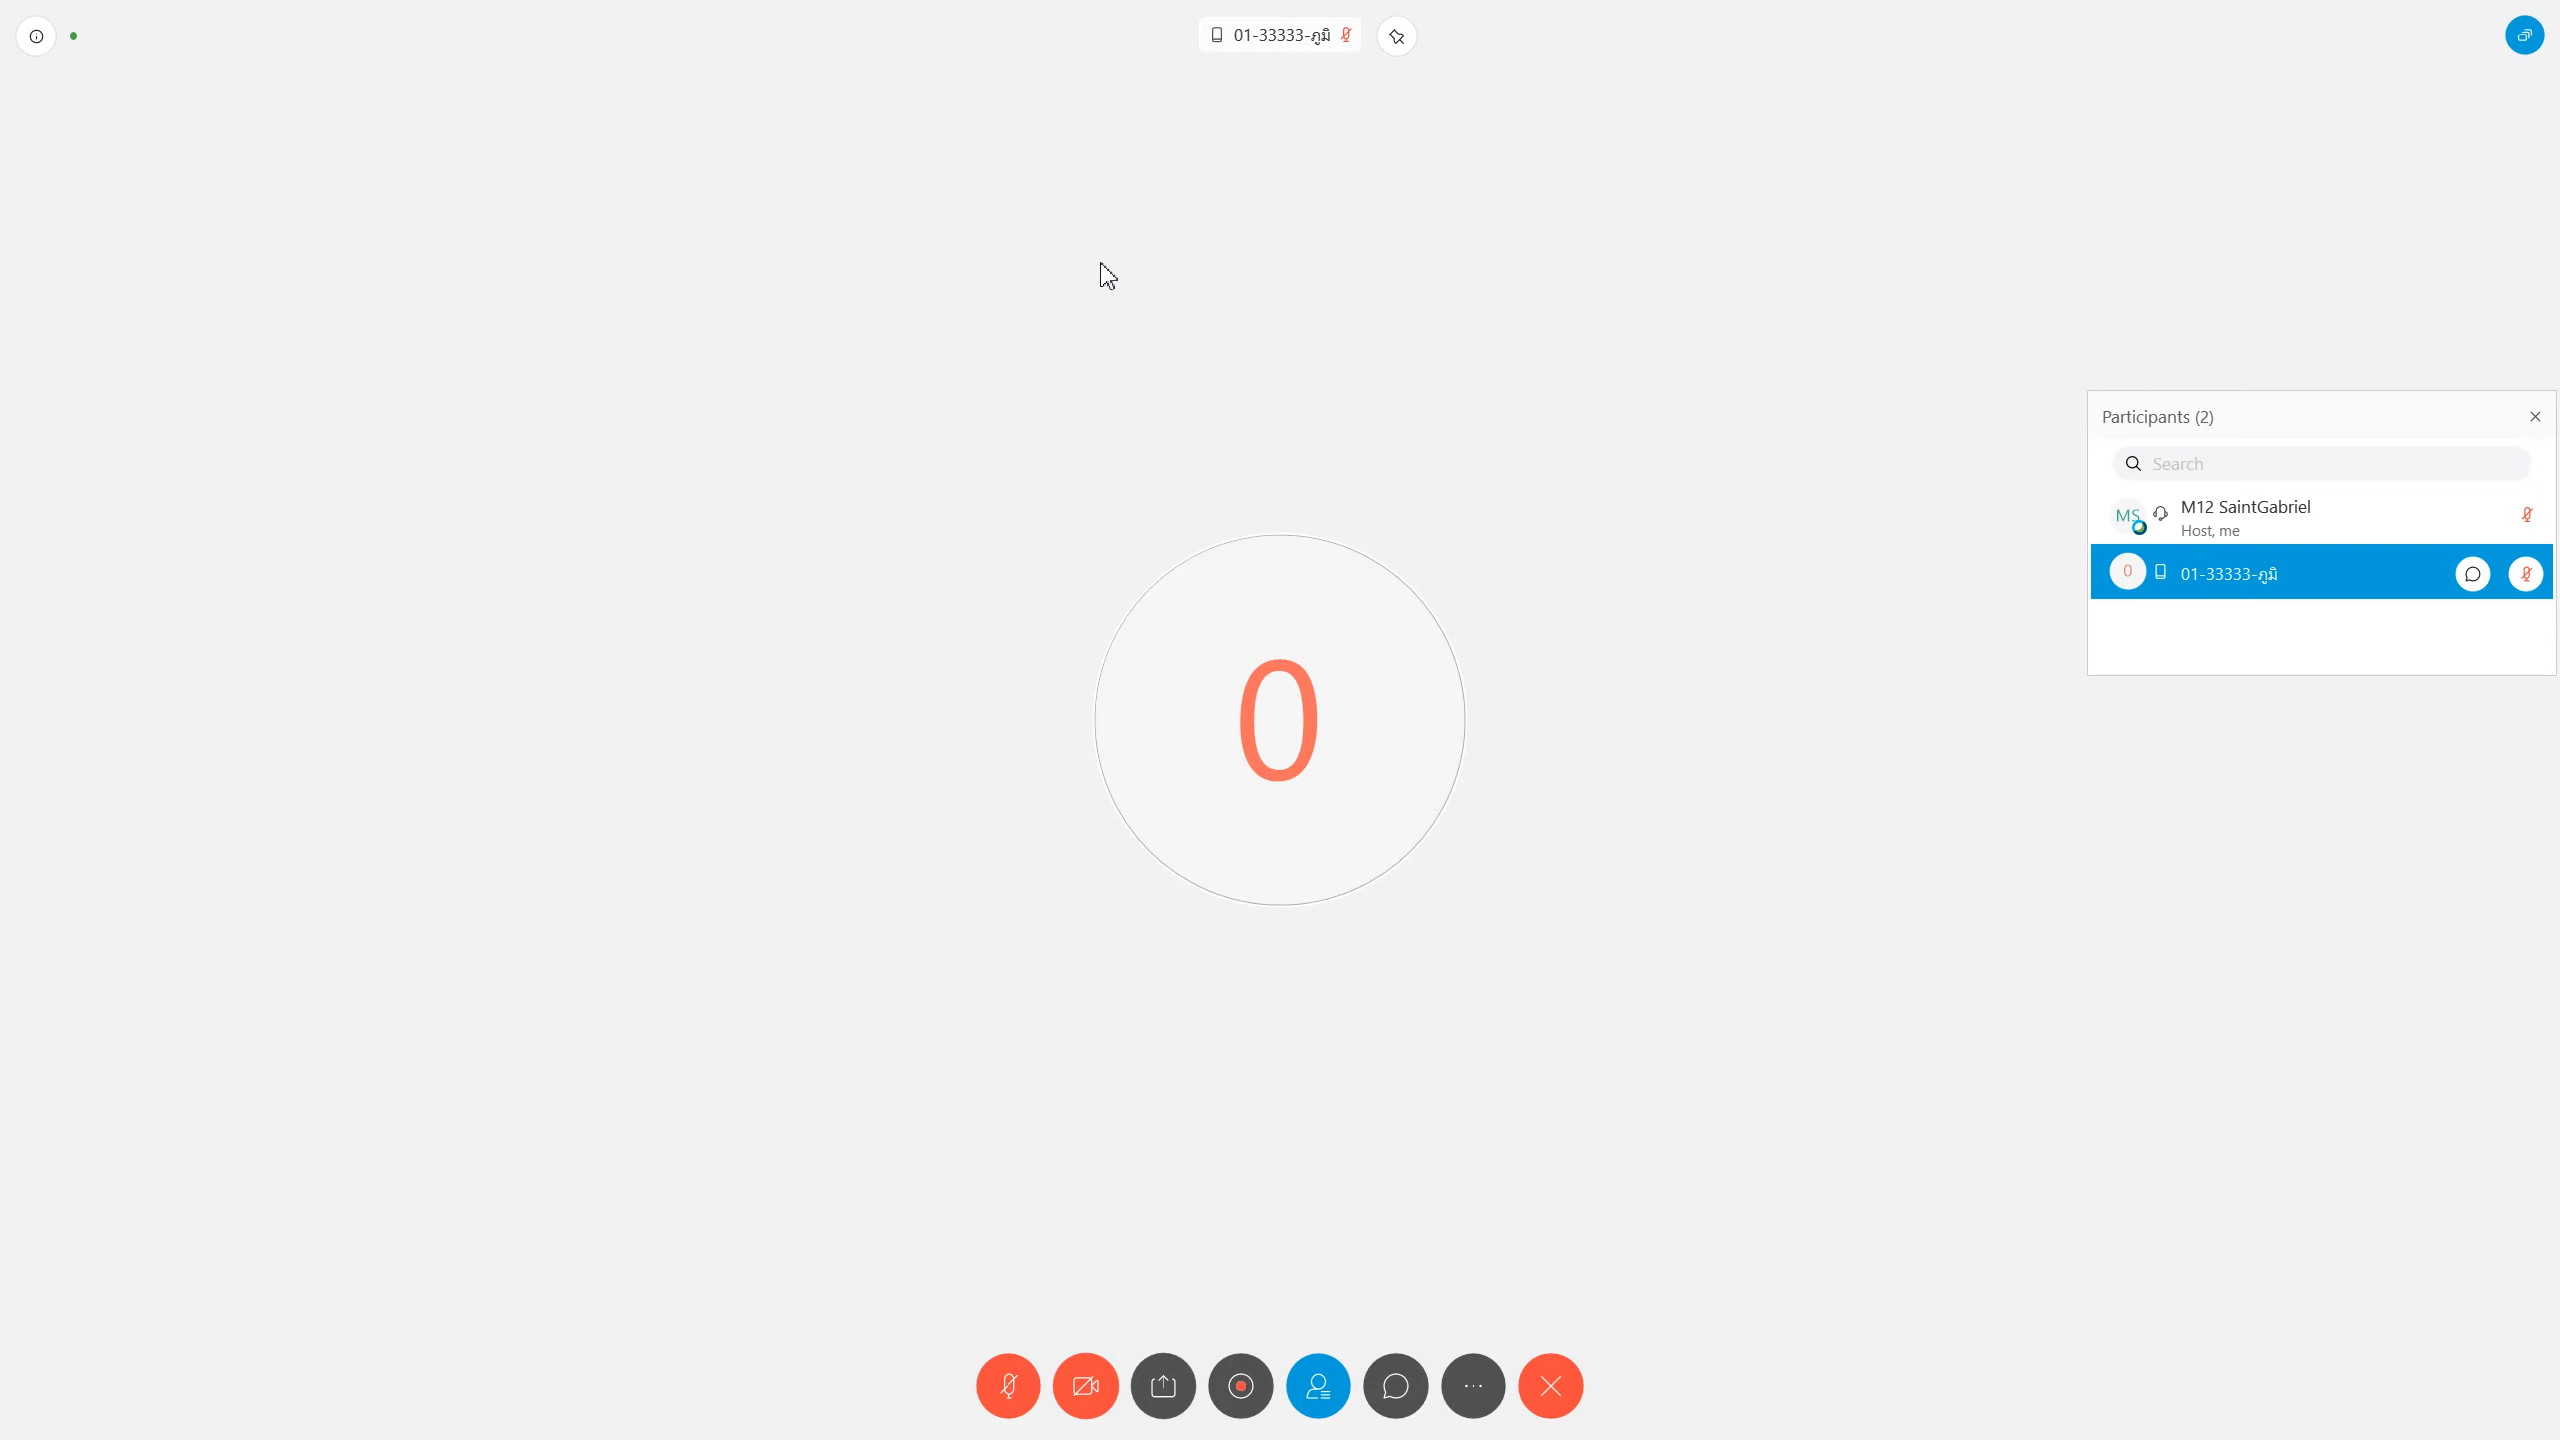 01-33333-ภูมิ
Participants (2)
Search
MS
M12 SaintGabriel
Host, me
0
01-33333-ภูมิ
0